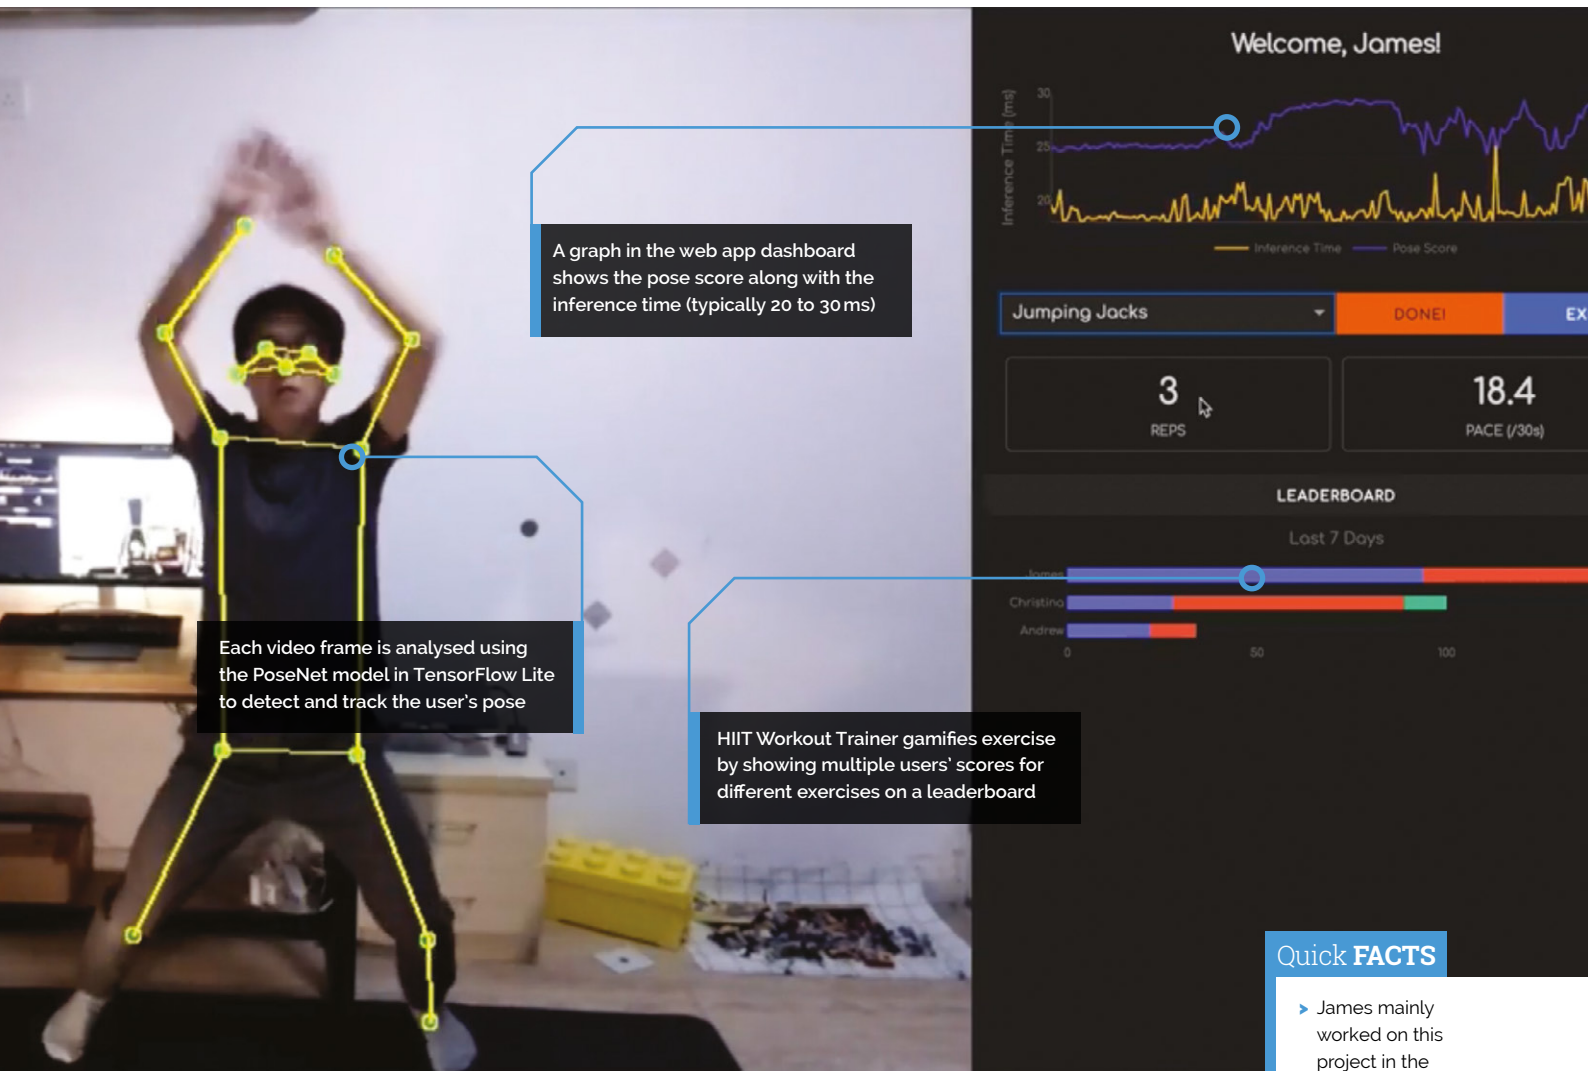 Welcome, James!
Inference Time (ms)
30
25
20
Inference Time
Pose Score
A graph in the web app dashboard
shows the pose score along with the
inference time (typically 20 to 30 ms)
Jumping Jacks
DONE!
EX
3
REPS
18.4
PACE (/30s)
LEADERBOARD
Last 7 Days
James
Christina
Andrew
0
50
100
Each video frame is analysed using
the PoseNet model in TensorFlow Lite
to detect and track the user's pose
HIIT Workout Trainer gamifies exercise
by showing multiple users' scores for
different exercises on a leaderboard
Quick FACTS
> James mainly
worked on this
project in the